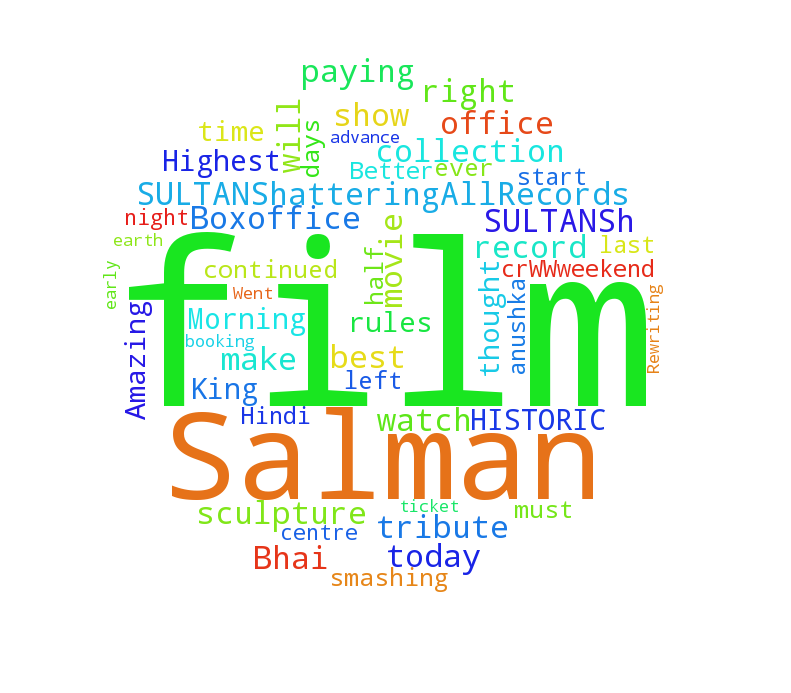 paying
right
will
show
office
time
days
advance
collection
Highest
Better
ever
start
SULTANShatteringAllRecords
night
Boxoffice
movie
SULTANSh
earth
half
record
last
film
early
continued
thought
crWWweekend
anushka
Went
Rewriting
Amazing
Morning
rules
booking
make
best
King
left
Hindi
watch
HISTORIC
Salman
sculpture
ticket
must
centre
tribute
Bhai
today
smashing